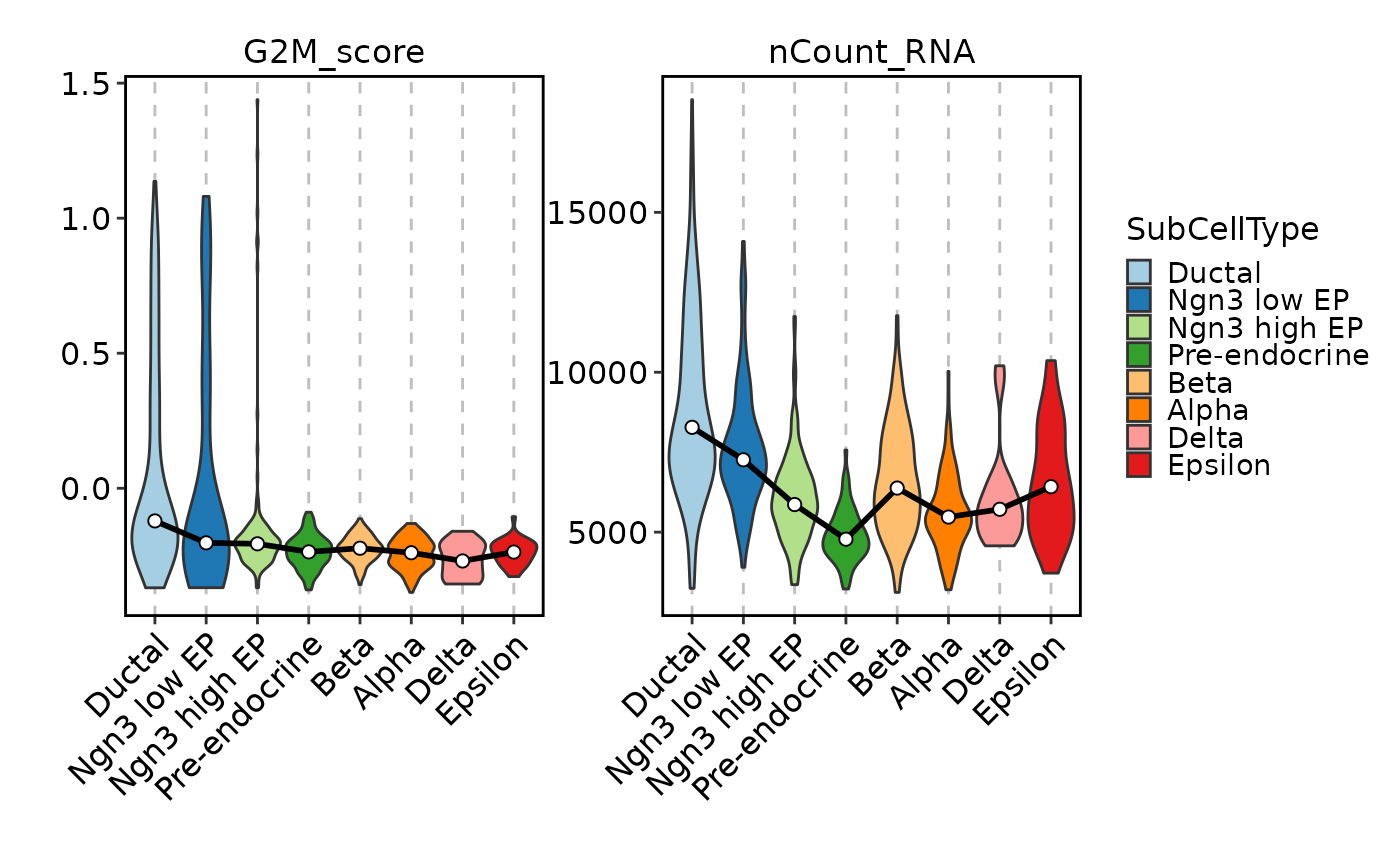 G2M_score
1.5
1.0
0.5
0.0
Ductal
Ngn3 low EP
Ngn3 high EP
Pre-endocrine
Beta
Alpha
Delta
Epsilon
nCount_RNA
15000
10000
5000
Ductal
Ngn3 low EP
Ngn3 high EP
Pre-endocrine
Beta
Alpha
Delta
Epsilon
SubCellType
Ductal
Ngn3 low EP
Ngn3 high EP
Pre-endocrine
Beta
Alpha
Delta
Epsilon